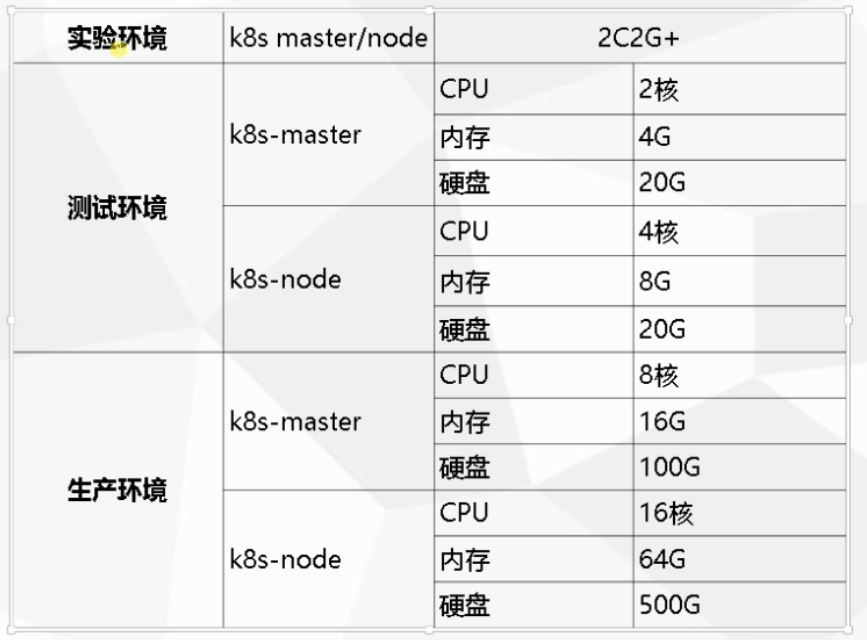 实验环境 k8s master/node 2C2G+
测试环境 k8s-master CPU 2核
内存 4G
硬盘 20G
k8s-node CPU 4核
内存 8G
硬盘 20G
生产环境 k8s-master CPU 8核
内存 16G
硬盘 100G
k8s-node CPU 16核
内存 64G
硬盘 500G